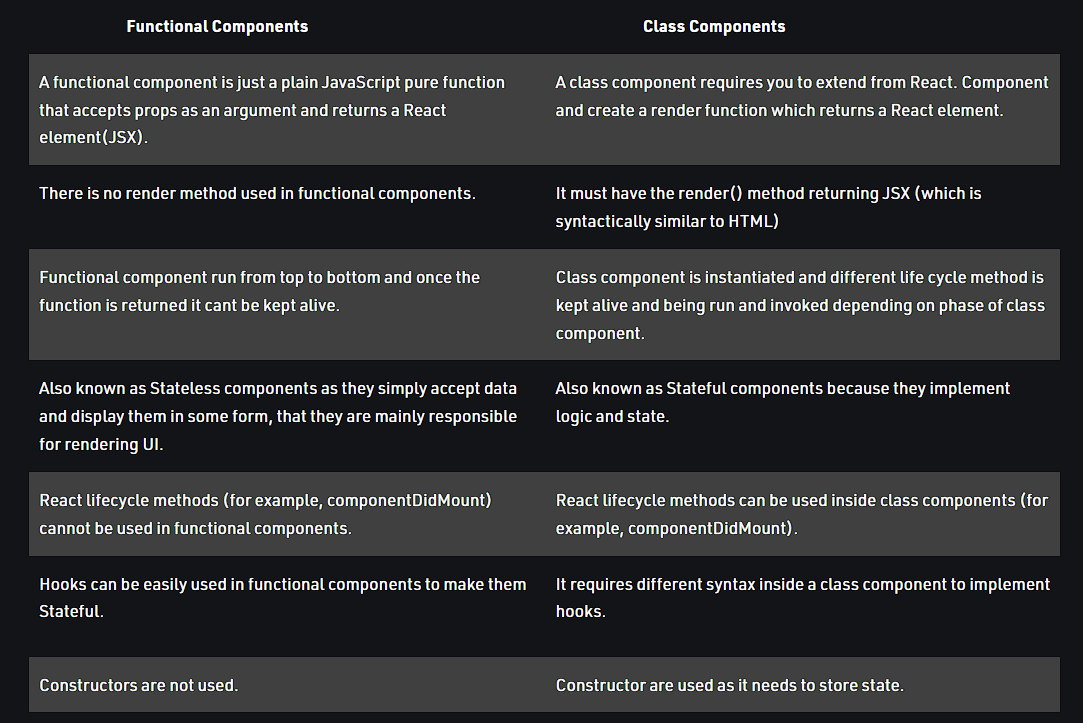 Functional Components
Class Components
A functional component is just a plain JavaScript pure function
that accepts props as an argument and returns a React
element(JSX).
A class component requires you to extend from React. Component
and create a render function which returns a React element.
There is no render method used in functional components.
It must have the render() method returning JSX (which is
syntactically similar to HTML)
Functional component run from top to bottom and once the
function is returned it cant be kept alive.
Class component is instantiated and different life cycle method is
kept alive and being run and invoked depending on phase of class
component.
Also known as Stateless components as they simply accept data
and display them in some form, that they are mainly responsible
for rendering UI.
Also known as Stateful components because they implement
logic and state.
React lifecycle methods (for example, componentDidMount)
cannot be used in functional components.
React lifecycle methods can be used inside class components (for
example, componentDidMount).
Hooks can be easily used in functional components to make them
Stateful.
It requires different syntax inside a class component to implement
hooks.
Constructors are not used.
Constructor are used as it needs to store state.